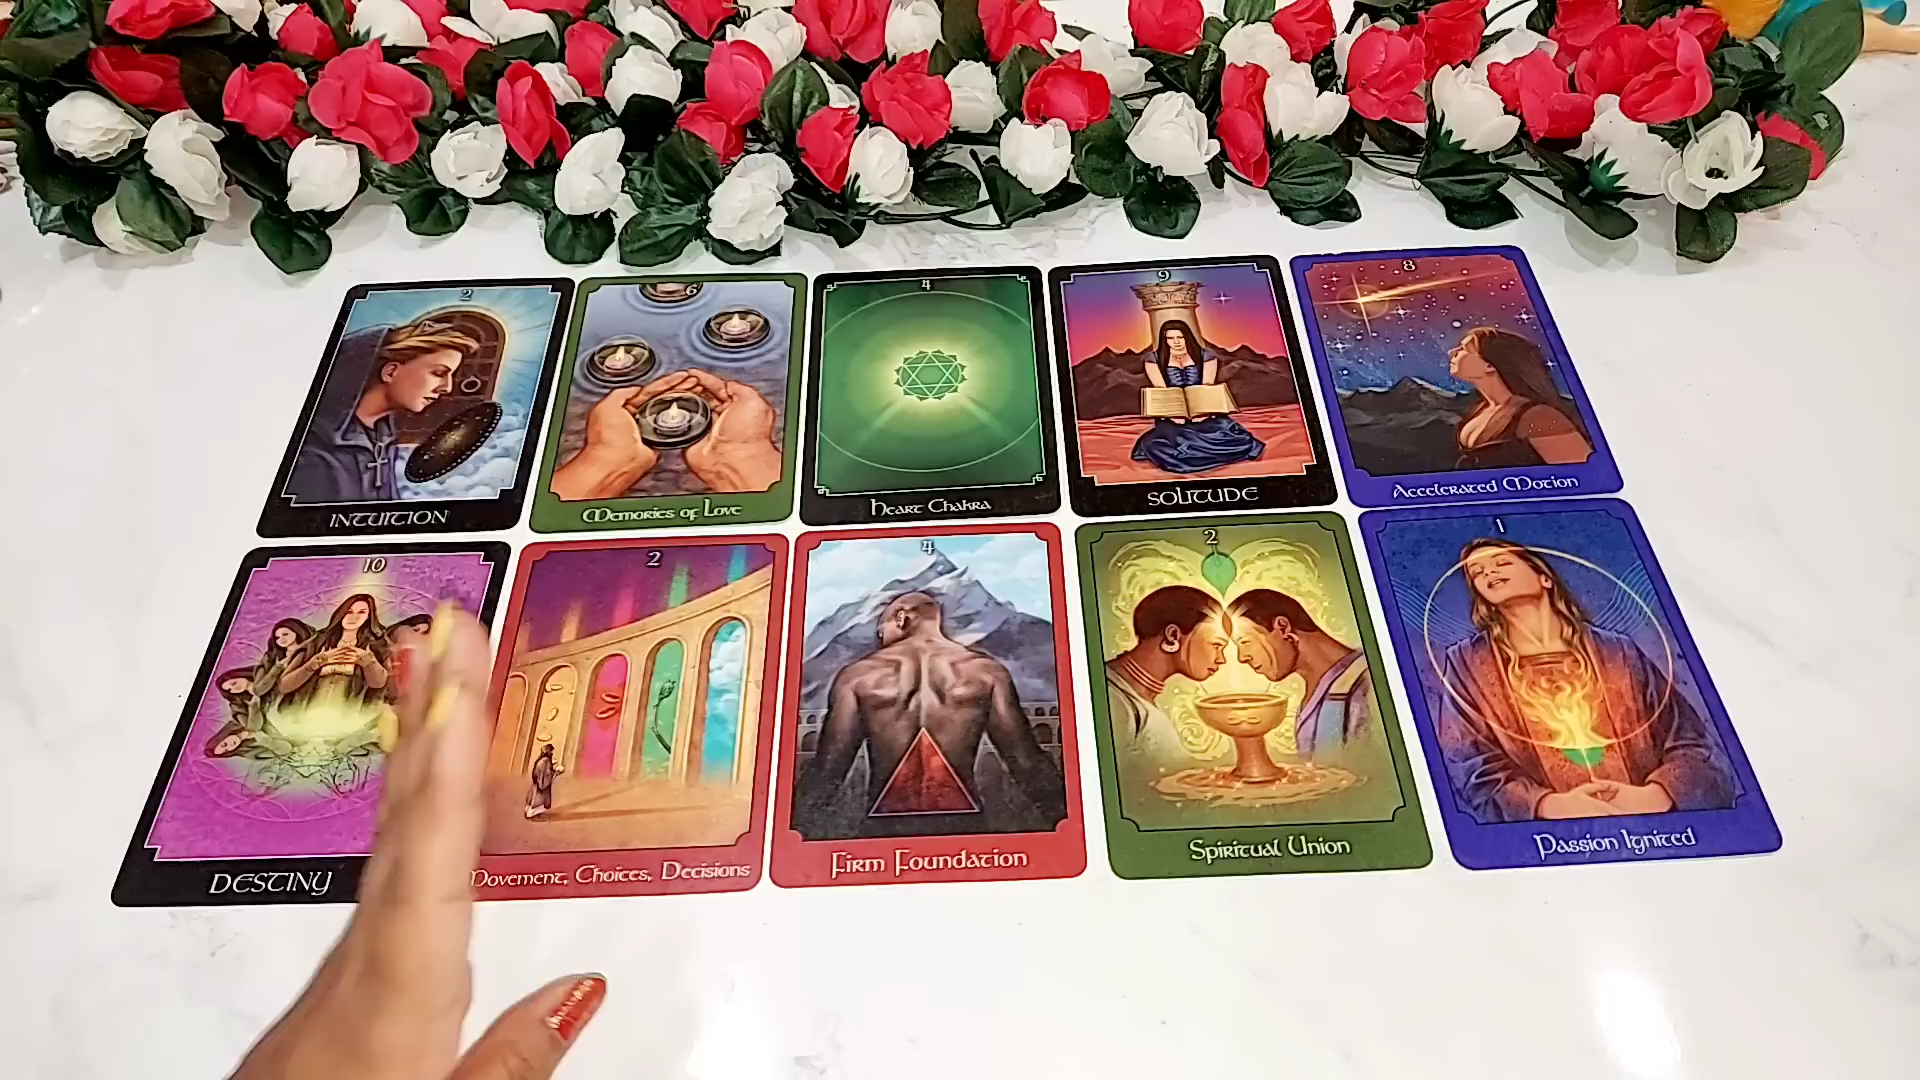 2
INTUITION
6
Memories of Love
4
Heart Chakra
9
SOLITUDE
8
Accelerated Motion
10
DESTINY
2
Movement, Choices, Decisions
4
Firm Foundation
2
Spiritual Union
1
Passion Ignited